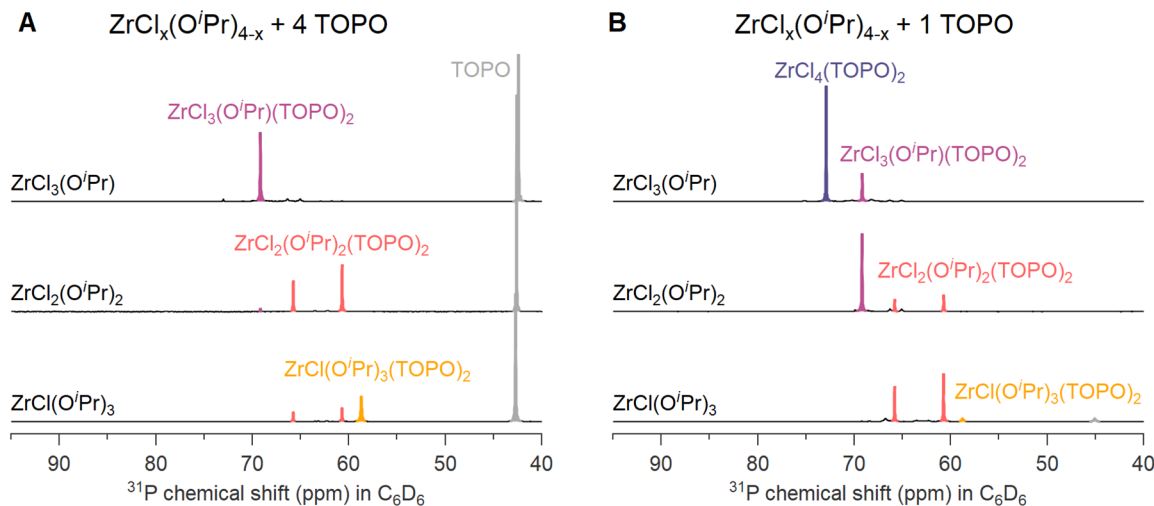 A
ZrClₓ(OⁱPr)₄₋ₓ + 4 TOPO
TOPO
ZrCl₃(OⁱPr)(TOPO)₂
ZrCl₃(OⁱPr)
ZrCl₂(OⁱPr)₂(TOPO)₂
ZrCl₂(OⁱPr)₂
ZrCl(OⁱPr)₃(TOPO)₂
ZrCl(OⁱPr)₃
90 80 70 60 50 40
³¹P chemical shift (ppm) in C₆D₆
B
ZrClₓ(OⁱPr)₄₋ₓ + 1 TOPO
ZrCl₄(TOPO)₂
ZrCl₃(OⁱPr)(TOPO)₂
ZrCl₃(OⁱPr)
ZrCl₂(OⁱPr)₂(TOPO)₂
ZrCl₂(OⁱPr)₂
ZrCl(OⁱPr)₃(TOPO)₂
ZrCl(OⁱPr)₃
90 80 70 60 50 40
³¹P chemical shift (ppm) in C₆D₆